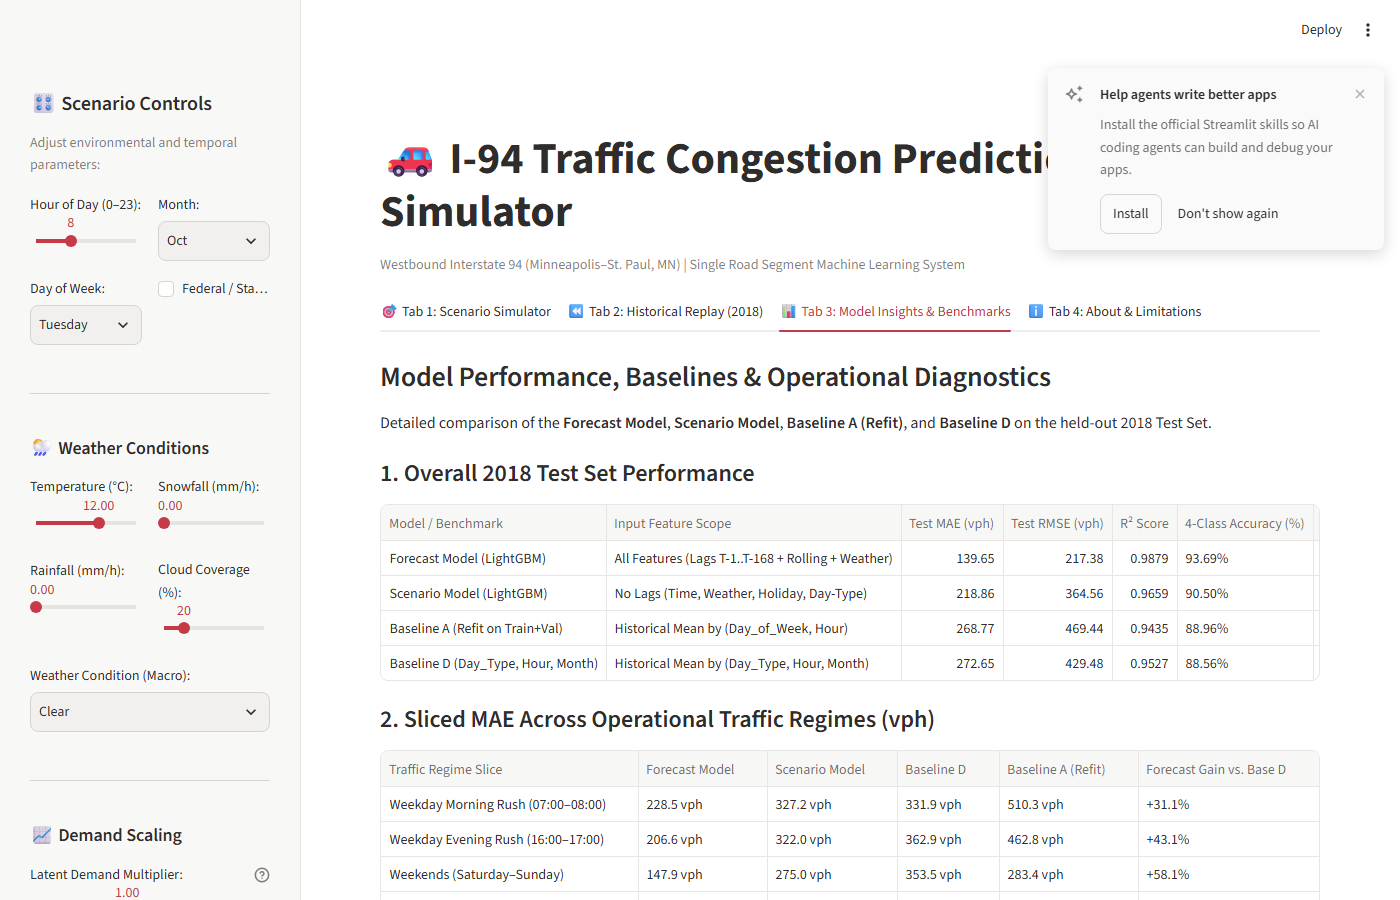 Deploy
Help agents write better apps
Install the official Streamlit skills so AI
coding agents can build and debug your
apps.
Install
Don't show again
Scenario Controls
Adjust environmental and temporal
parameters:
Hour of Day (0–23):
8
Month:
Oct
Day of Week:
Tuesday
Federal / Sta...
Weather Conditions
Temperature (°C):
12.00
Snowfall (mm/h):
0.00
Rainfall (mm/h):
0.00
Cloud Coverage
(%):
20
Weather Condition (Macro):
Clear
Demand Scaling
Latent Demand Multiplier:
1.00
I-94 Traffic Congestion Predicti
Simulator
Westbound Interstate 94 (Minneapolis–St. Paul, MN) | Single Road Segment Machine Learning System
Tab 1: Scenario Simulator
Tab 2: Historical Replay (2018)
Tab 3: Model Insights & Benchmarks
Tab 4: About & Limitations
Model Performance, Baselines & Operational Diagnostics
Detailed comparison of the Forecast Model, Scenario Model, Baseline A (Refit), and Baseline D on the held-out 2018 Test Set.
1. Overall 2018 Test Set Performance
Model / Benchmark Input Feature Scope Test MAE (vph) Test RMSE (vph) R² Score 4-Class Accuracy (%)
Forecast Model (LightGBM) All Features (Lags T-1..T-168 + Rolling + Weather) 139.65 217.38 0.9879 93.69%
Scenario Model (LightGBM) No Lags (Time, Weather, Holiday, Day-Type) 218.86 364.56 0.9659 90.50%
Baseline A (Refit on Train+Val) Historical Mean by (Day_of_Week, Hour) 268.77 469.44 0.9435 88.96%
Baseline D (Day_Type, Hour, Month) Historical Mean by (Day_Type, Hour, Month) 272.65 429.48 0.9527 88.56%
2. Sliced MAE Across Operational Traffic Regimes (vph)
Traffic Regime Slice Forecast Model Scenario Model Baseline D Baseline A (Refit) Forecast Gain vs. Base D
Weekday Morning Rush (07:00–08:00) 228.5 vph 327.2 vph 331.9 vph 510.3 vph +31.1%
Weekday Evening Rush (16:00–17:00) 206.6 vph 322.0 vph 362.9 vph 462.8 vph +43.1%
Weekends (Saturday–Sunday) 147.9 vph 275.0 vph 353.5 vph 283.4 vph +58.1%